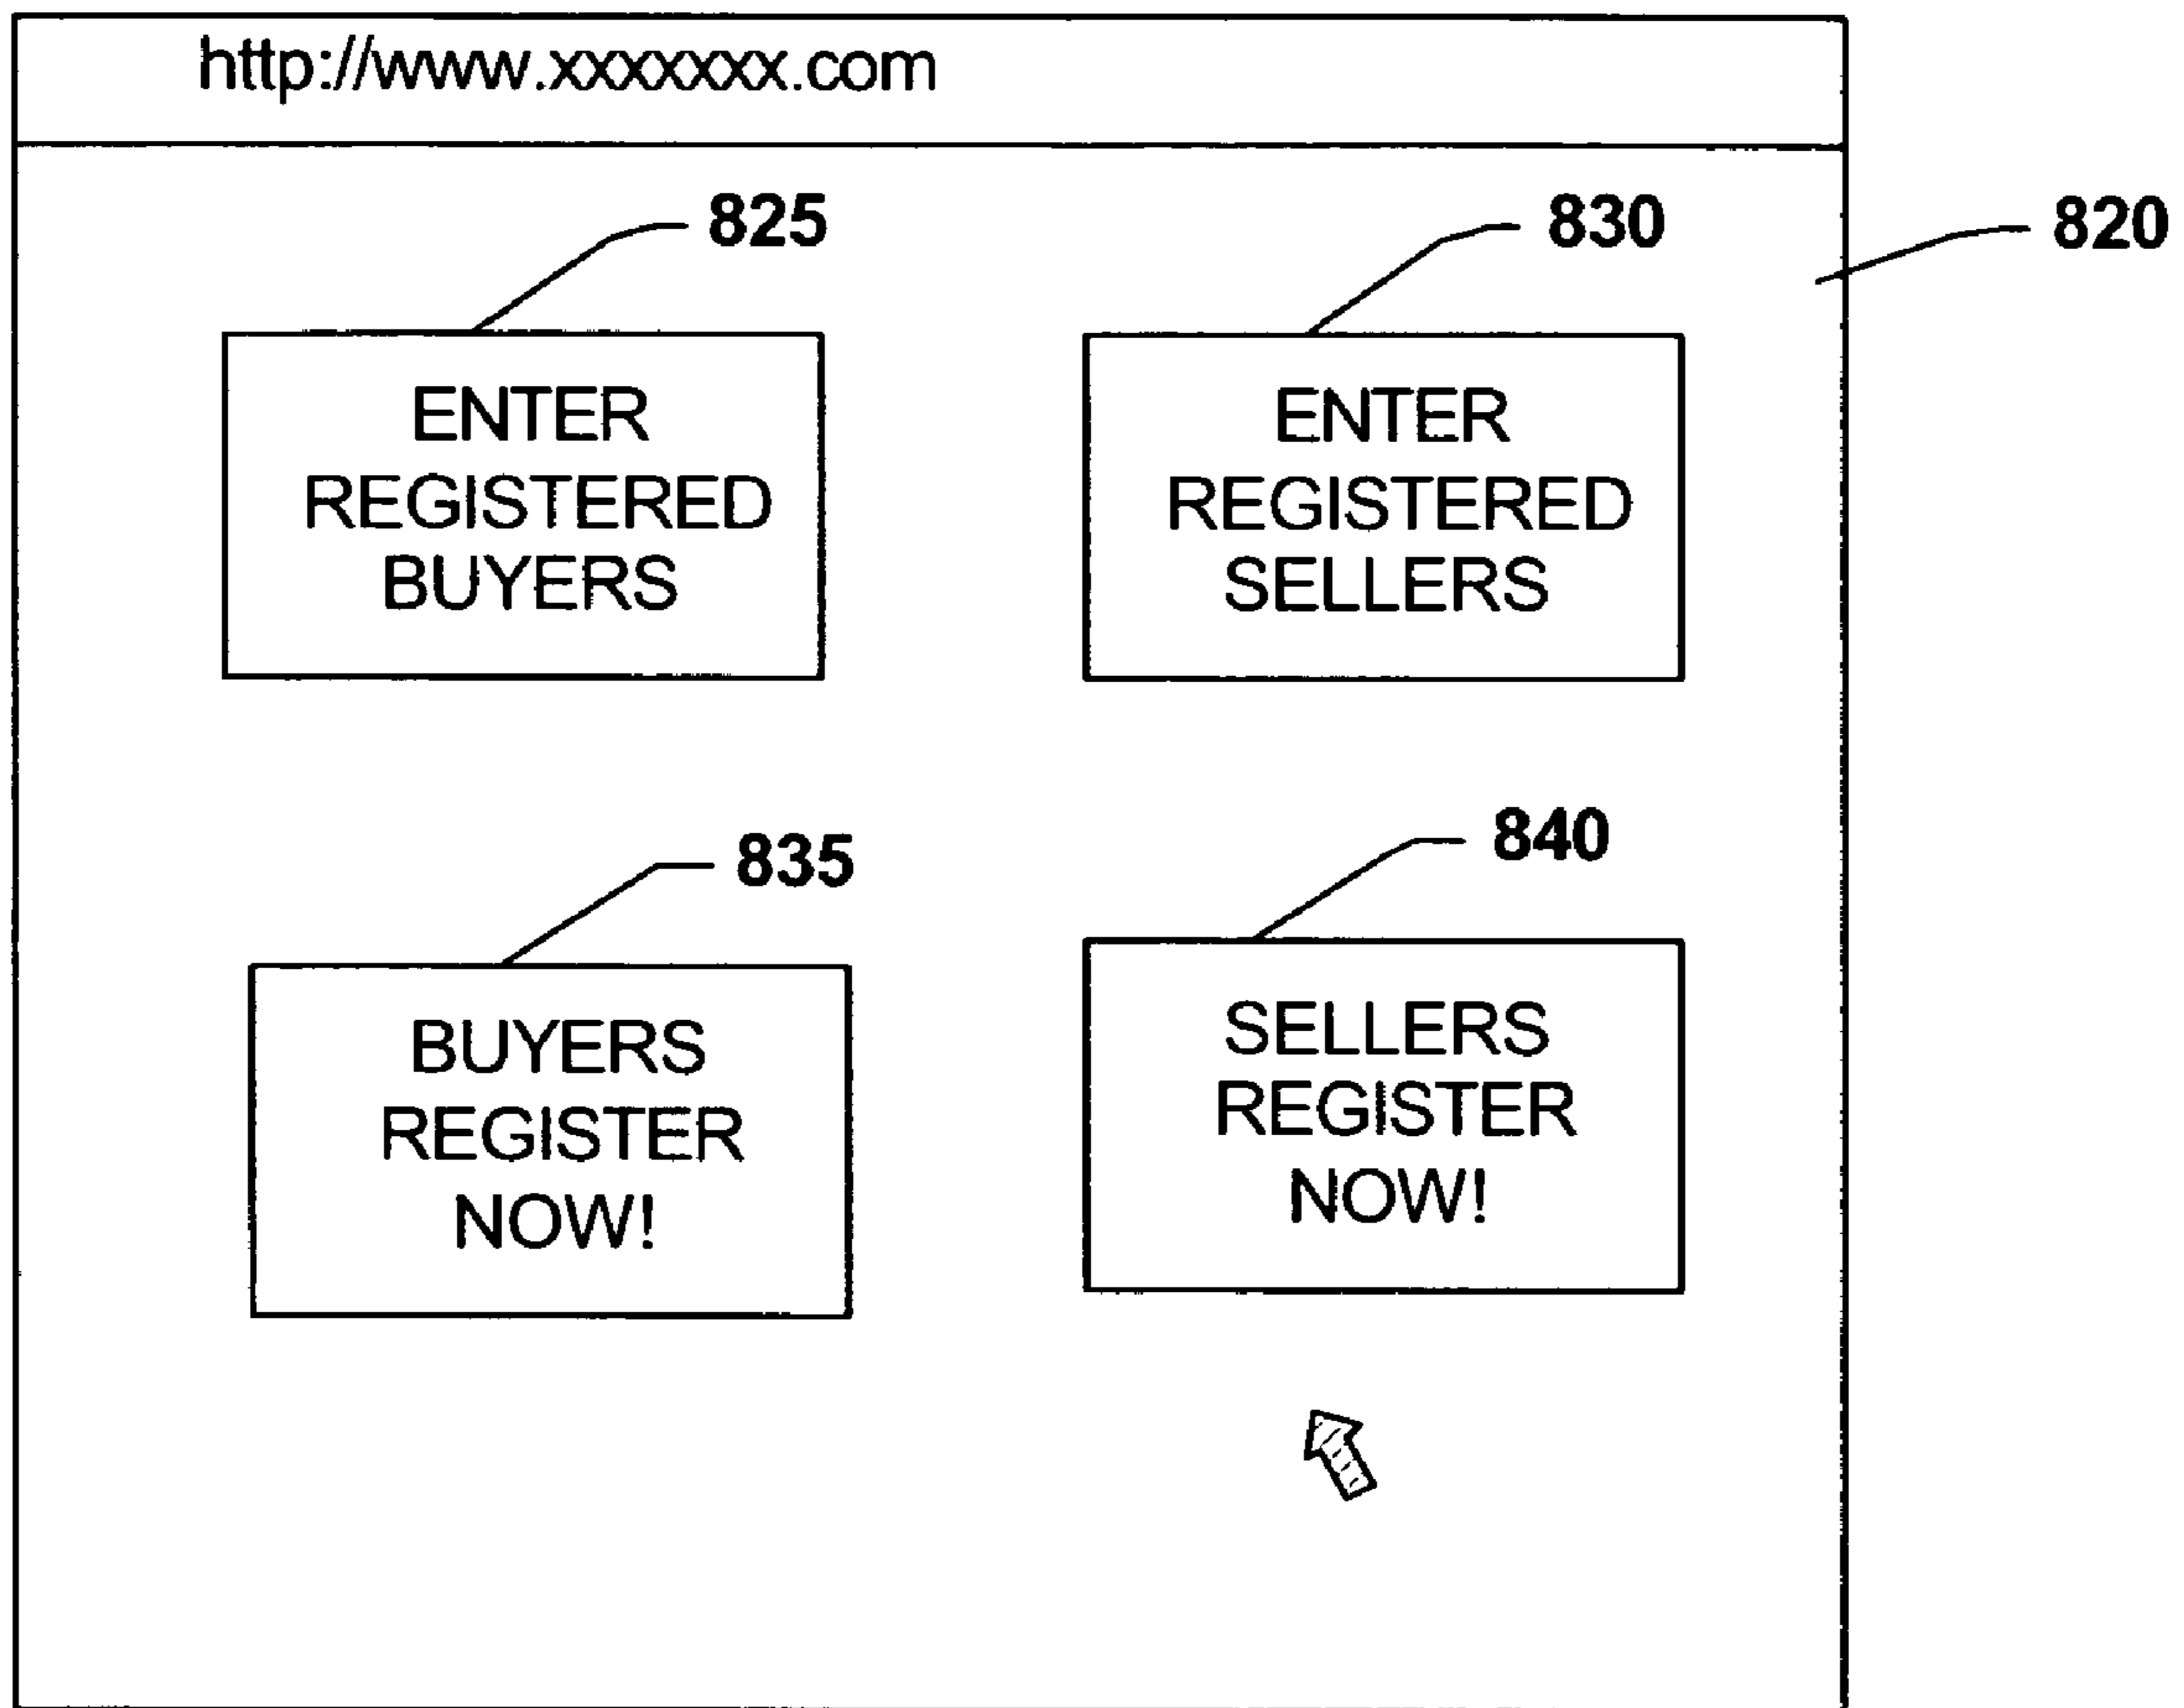 http://www.xxxxxxx.com
825
830
820
ENTER
REGISTERED
BUYERS
ENTER
REGISTERED
SELLERS
835
840
BUYERS
REGISTER
NOW!
SELLERS
REGISTER
NOW!